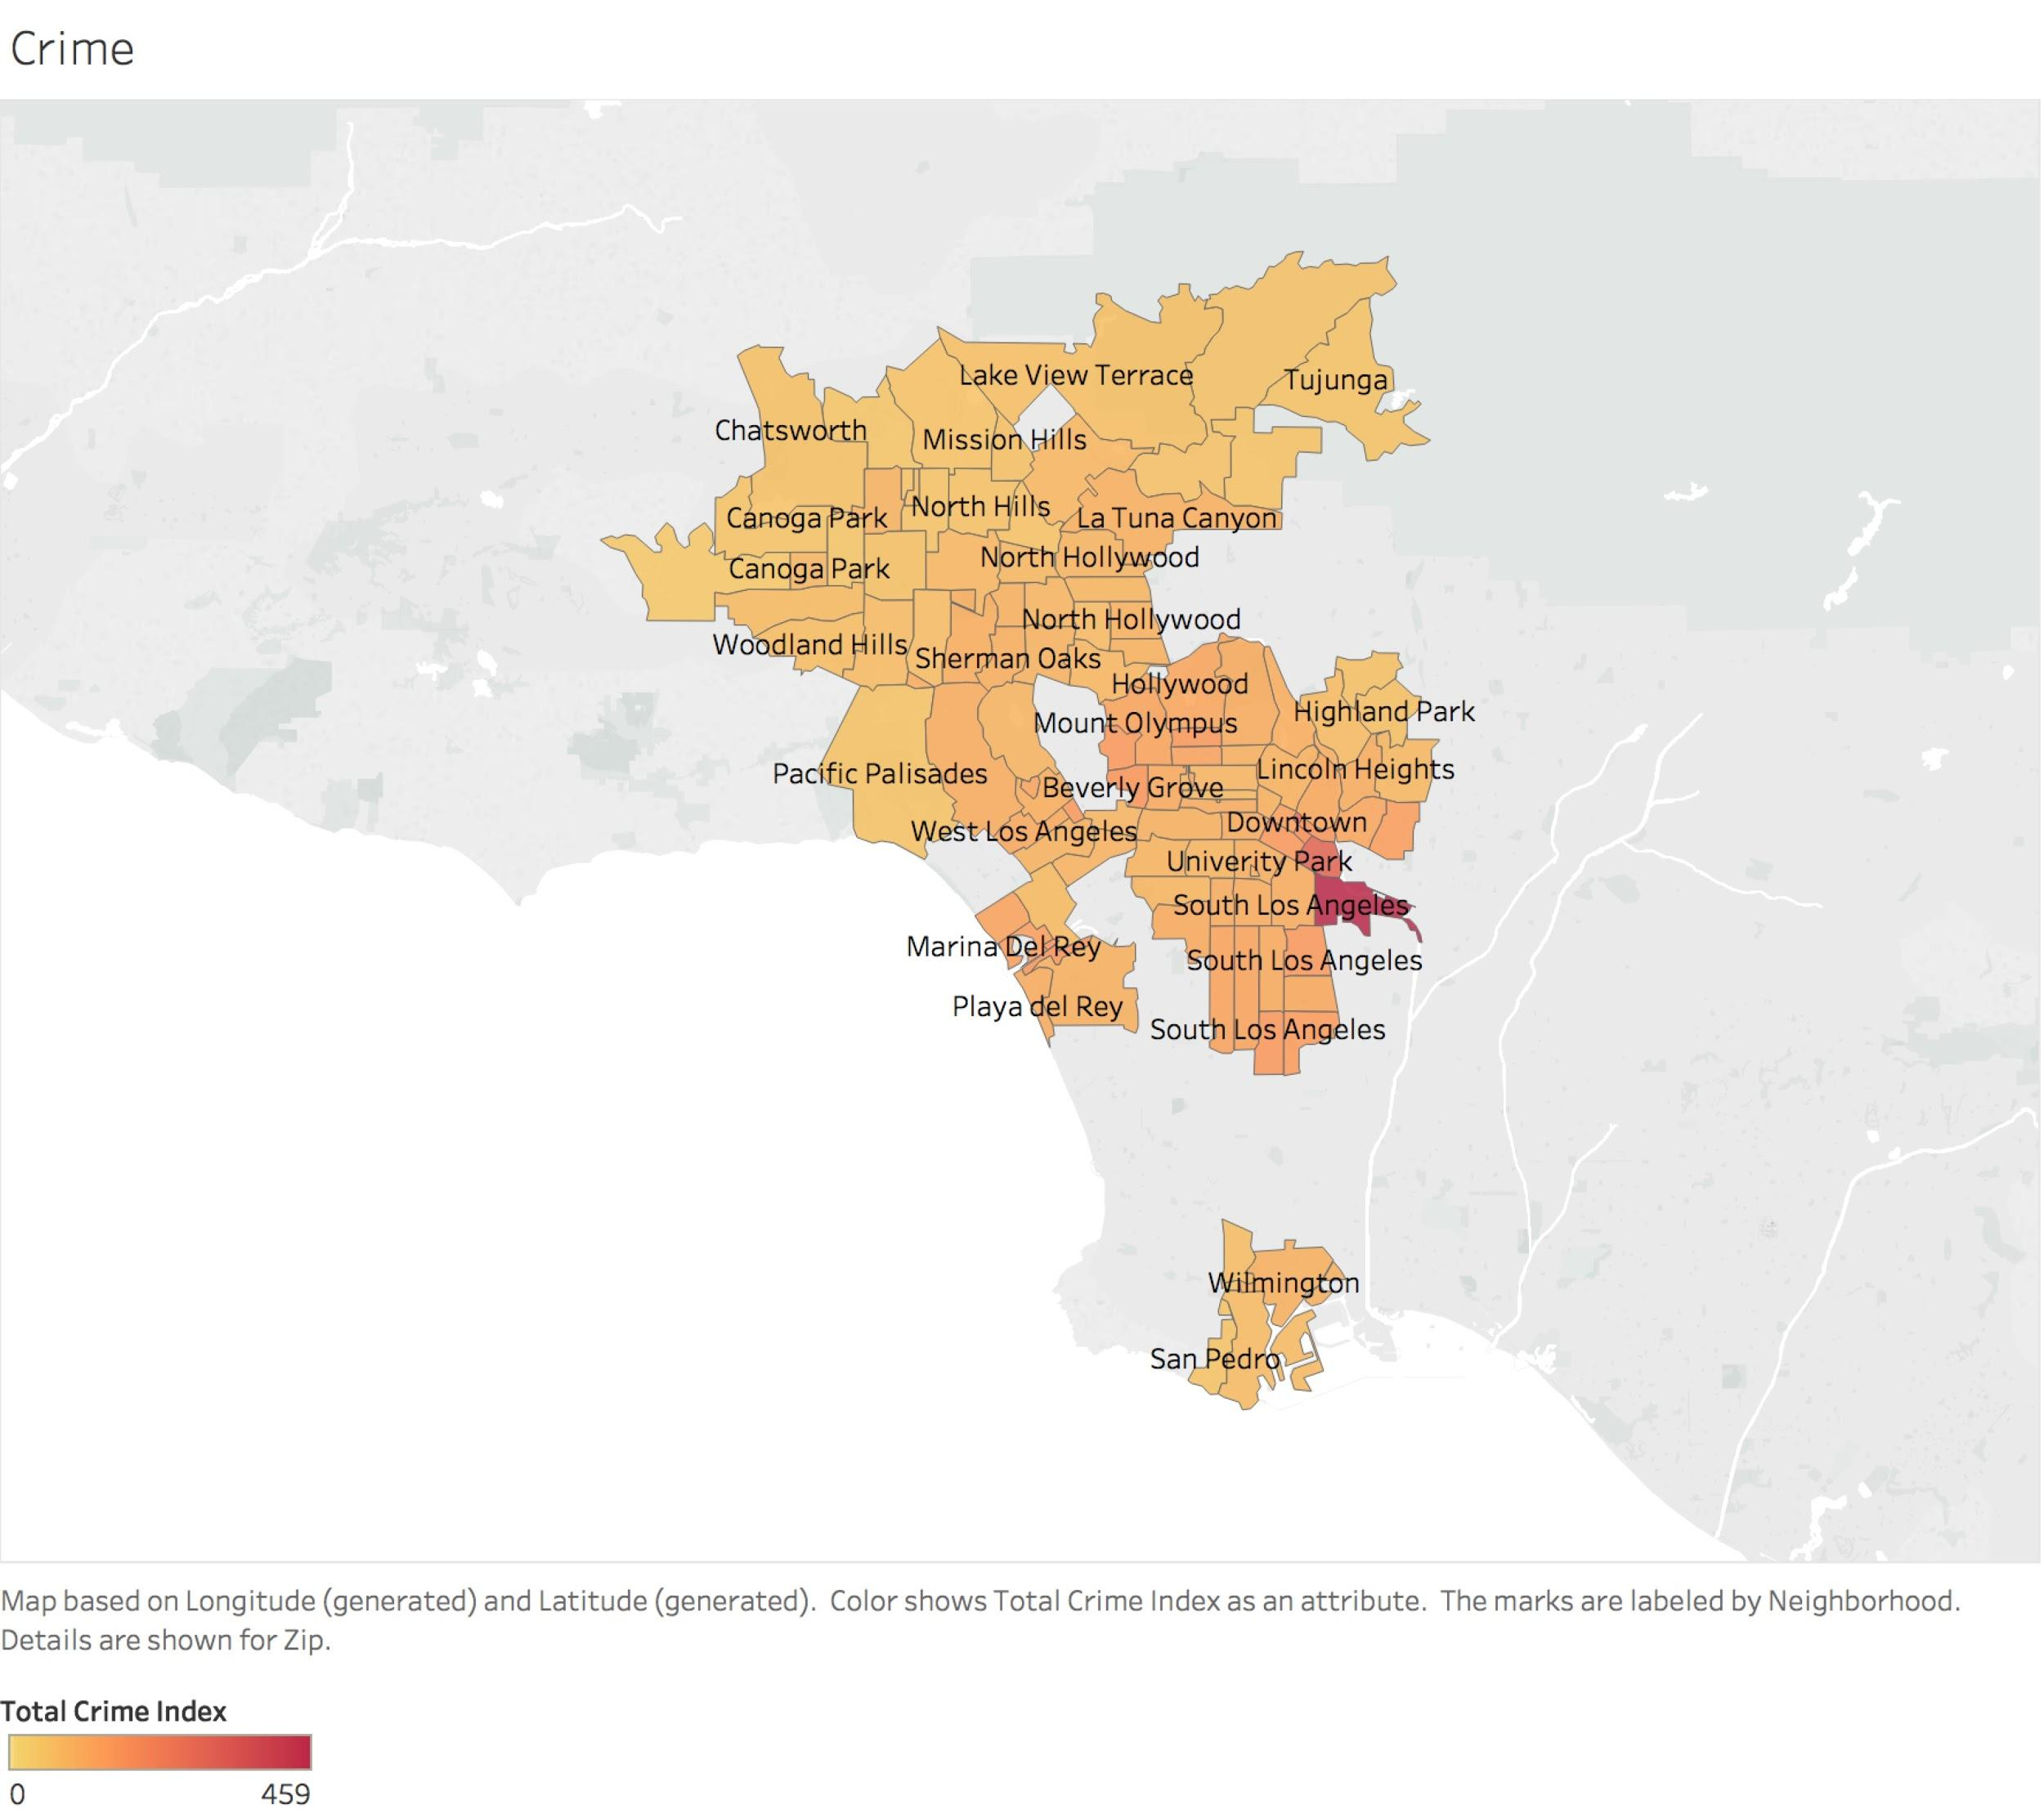 Crime
Lake View Terrace
Tujunga
Chatsworth
Mission Hills
North Hills
Canoga Park
La Tuna Canyon
North Hollywood
Canoga Park
North Hollywood
Woodland Hills
Sherman Oaks
Hollywood
Highland Park
Mount Olympus
Lincoln Heights
Pacific Palisades
Beverly Grove
Downtown
West Los Angeles
Univerity Park
South Los Angeles
Marina Del Rey
South Los Angeles
Playa del Rey
South Los Angeles
Wilmington
San Pedro
Map based on Longitude (generated) and Latitude (generated).  Color shows Total Crime Index as an attribute.  The marks are labeled by Neighborhood.
Details are shown for Zip.
Total Crime Index
0 459